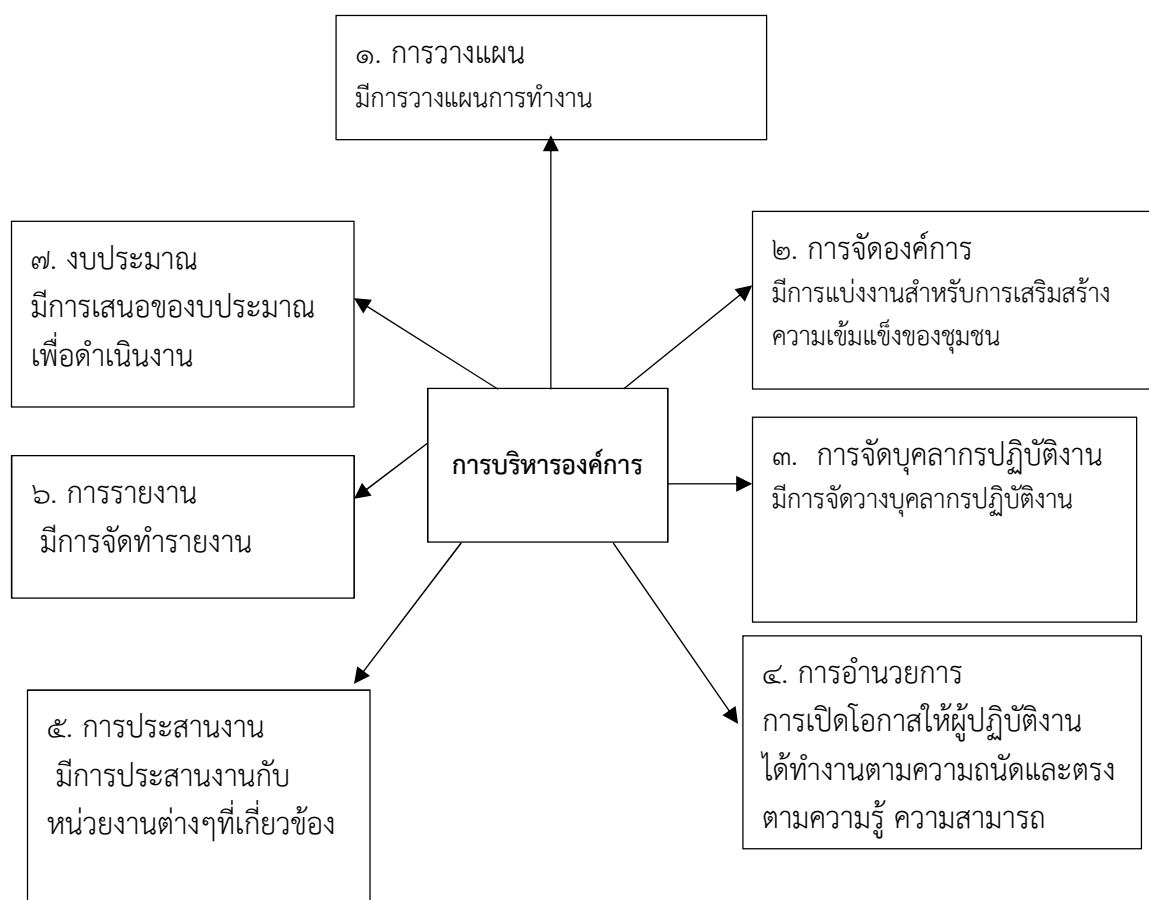 ๑. การวางแผน
มีการวางแผนการทำงาน
๒. การจัดองค์การ
มีการแบ่งงานสำหรับการเสริมสร้าง
ความเข้มแข็งของชุมชน
๓. การจัดบุคลากรปฏิบัติงาน
มีการจัดวางบุคลากรปฏิบัติงาน
๔. การอำนวยการ
การเปิดโอกาสให้ผู้ปฏิบัติงาน
ได้ทำงานตามความถนัดและตรง
ตามความรู้ ความสามารถ
๕. การประสานงาน
มีการประสานงานกับ
หน่วยงานต่างๆที่เกี่ยวข้อง
๖. การรายงาน
มีการจัดทำรายงาน
๗. งบประมาณ
มีการเสนอของบประมาณ
เพื่อดำเนินงาน
การบริหารองค์การ